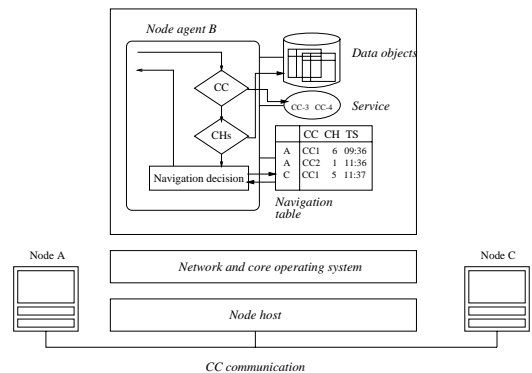 Node agent B
Data objects
CC
CC-3 CC-4
Service
CHs
CC CH TS
A CC1 6 09:36
A CC2 1 11:36
C CC1 5 11:37
Navigation decision
Navigation
table
Node A
Node C
Network and core operating system
Node host
CC communication